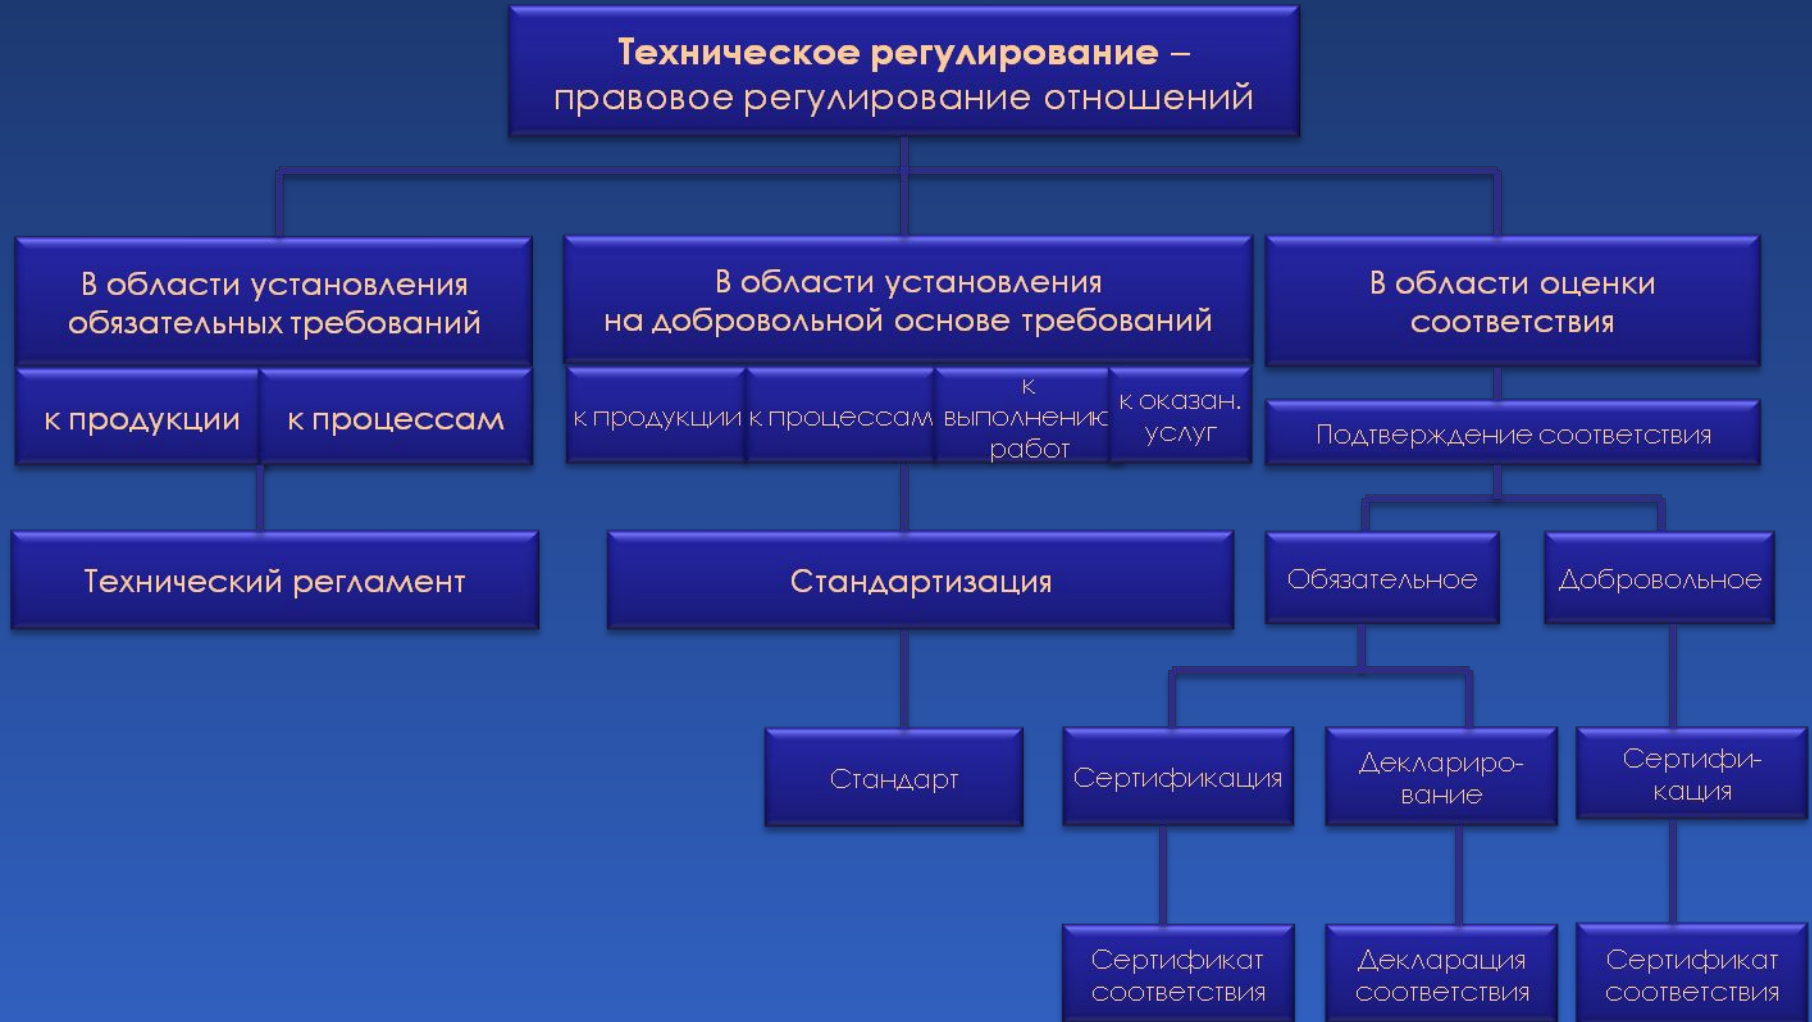 Техническое регулирование –
правовое регулирование отношений
В области установления
обязательных требований
к продукции
к процессам
Технический регламент
В области установления
на добровольной основе требований
к продукции
к процессам
к
выполнению
работ
к оказан.
услуг
Стандартизация
Стандарт
В области оценки
соответствия
Подтверждение соответствия
Обязательное
Добровольное
Сертификация
Деклариро-
вание
Сертифи-
кация
Сертификат
соответствия
Декларация
соответствия
Сертификат
соответствия